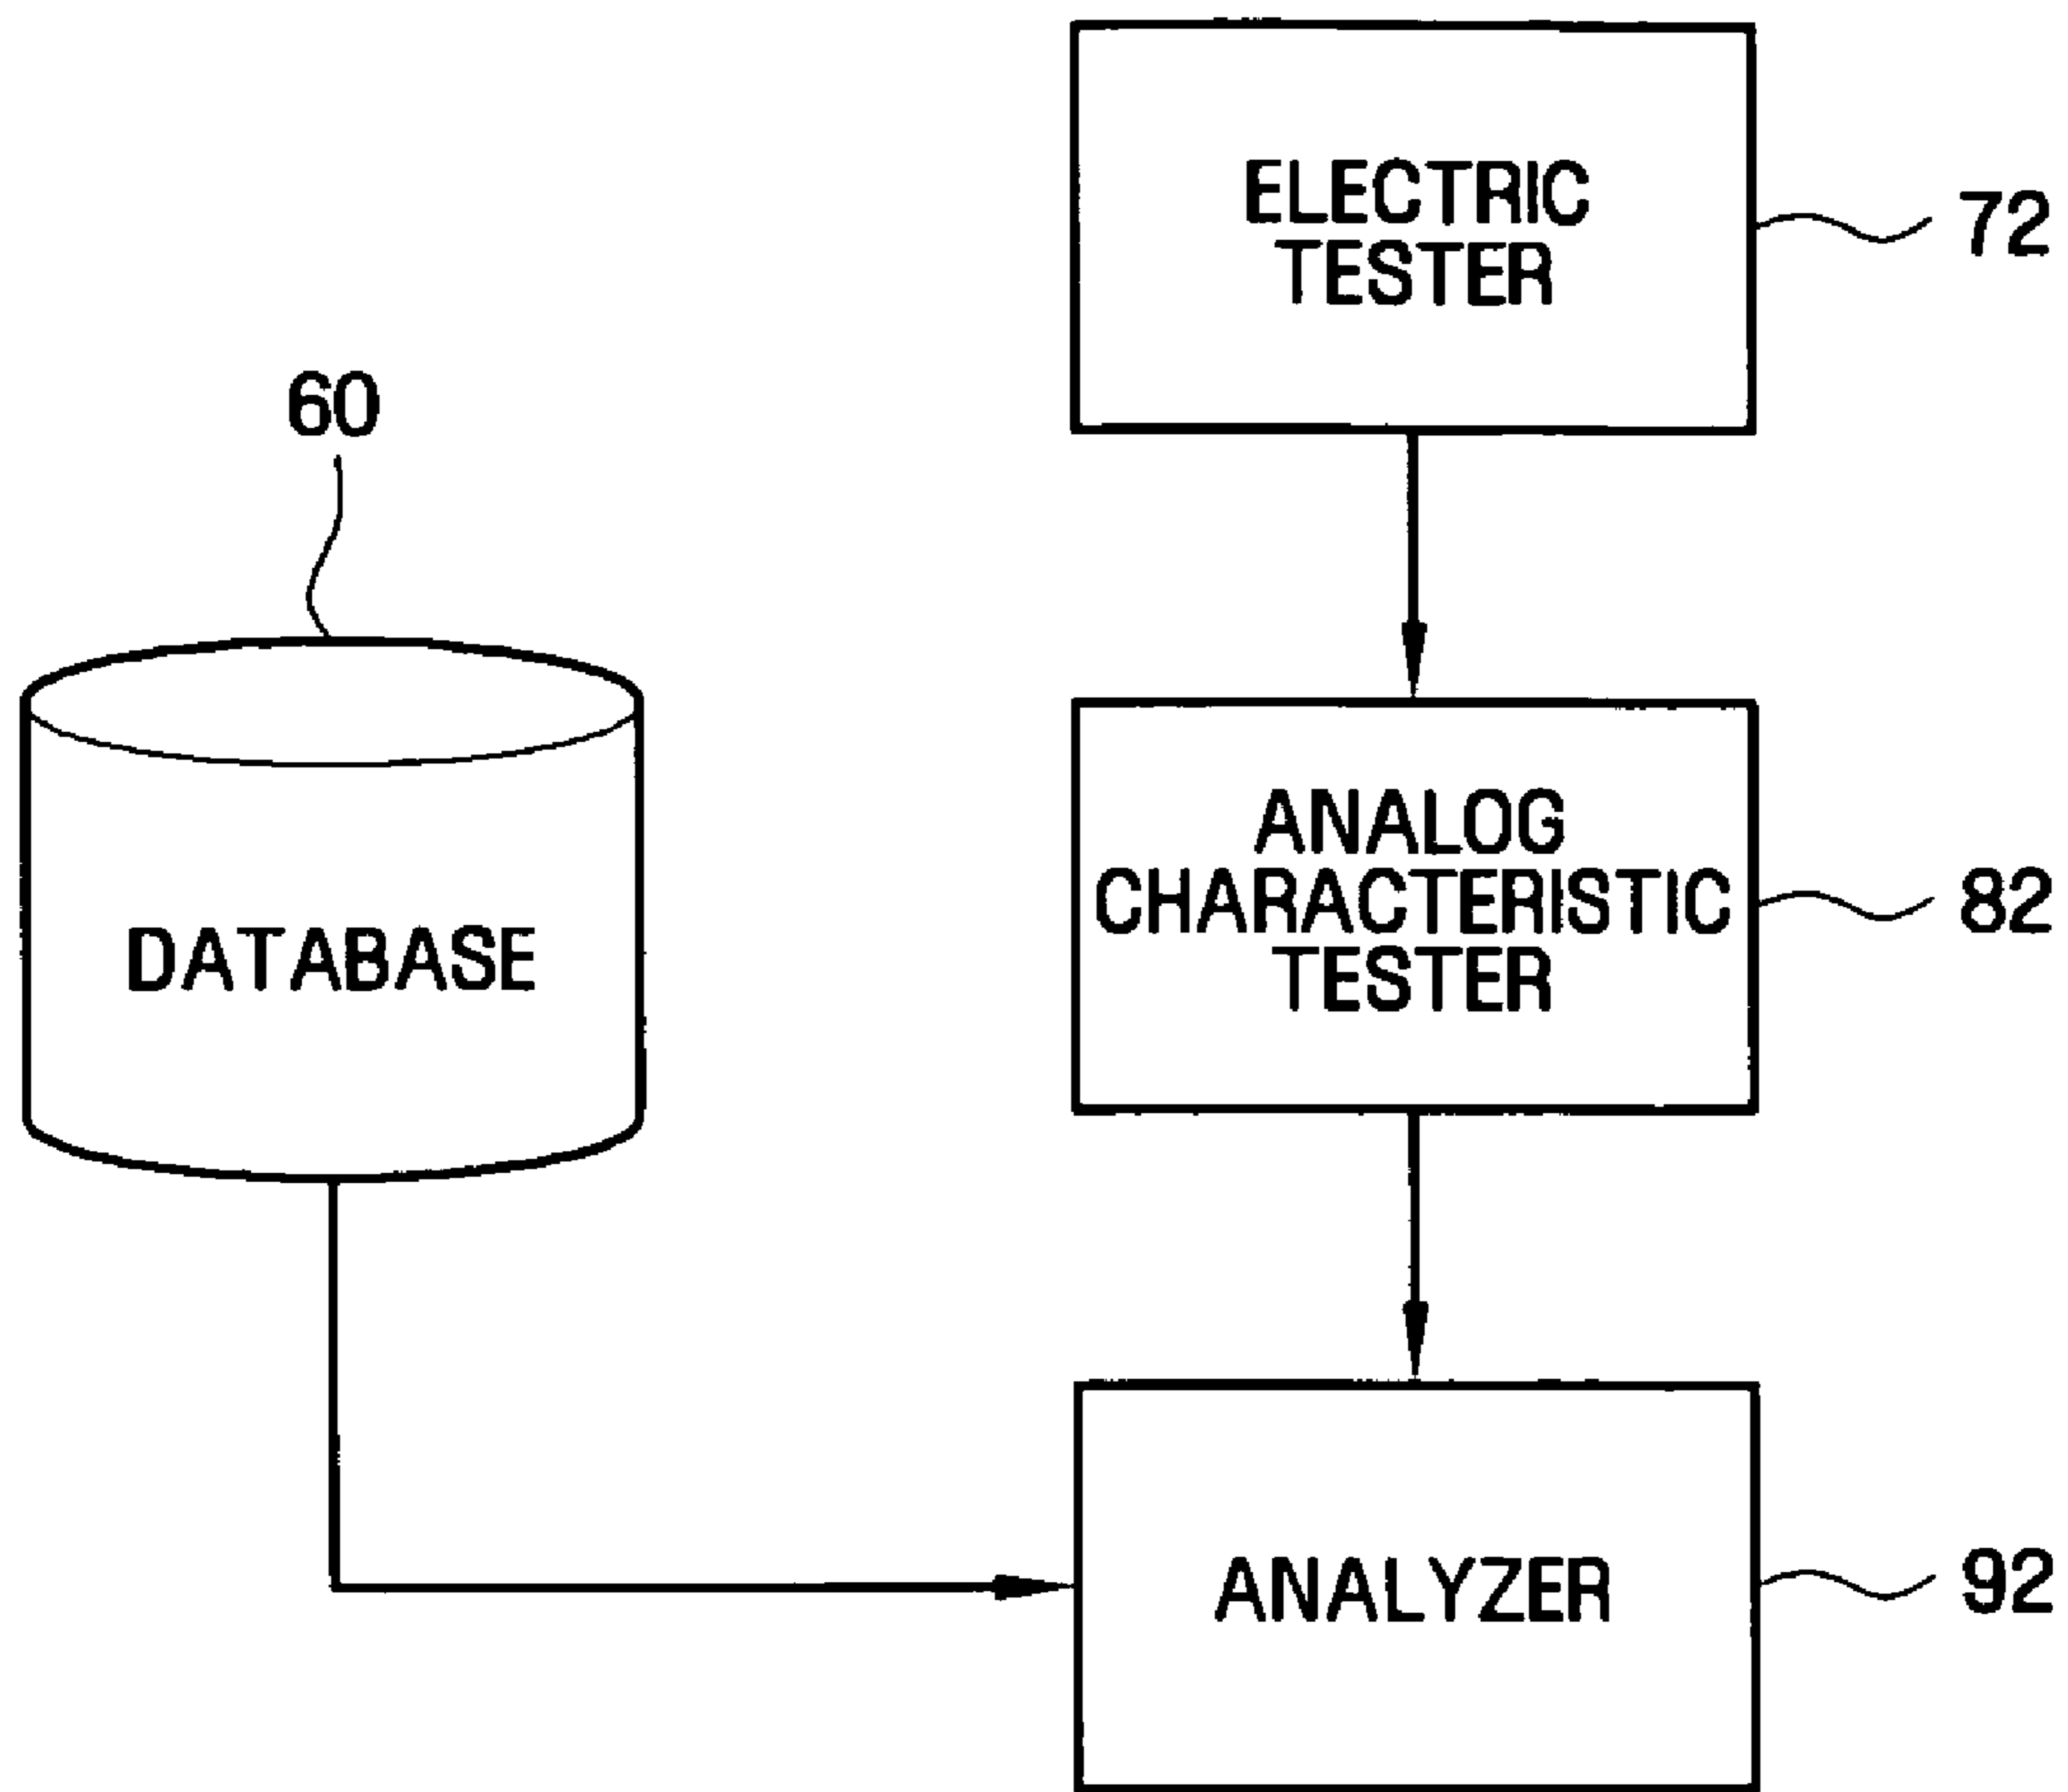 ELECTRIC
TESTER
72
60
DATABASE
ANALOG
CHARACTERISTIC
TESTER
82
ANALYZER
92